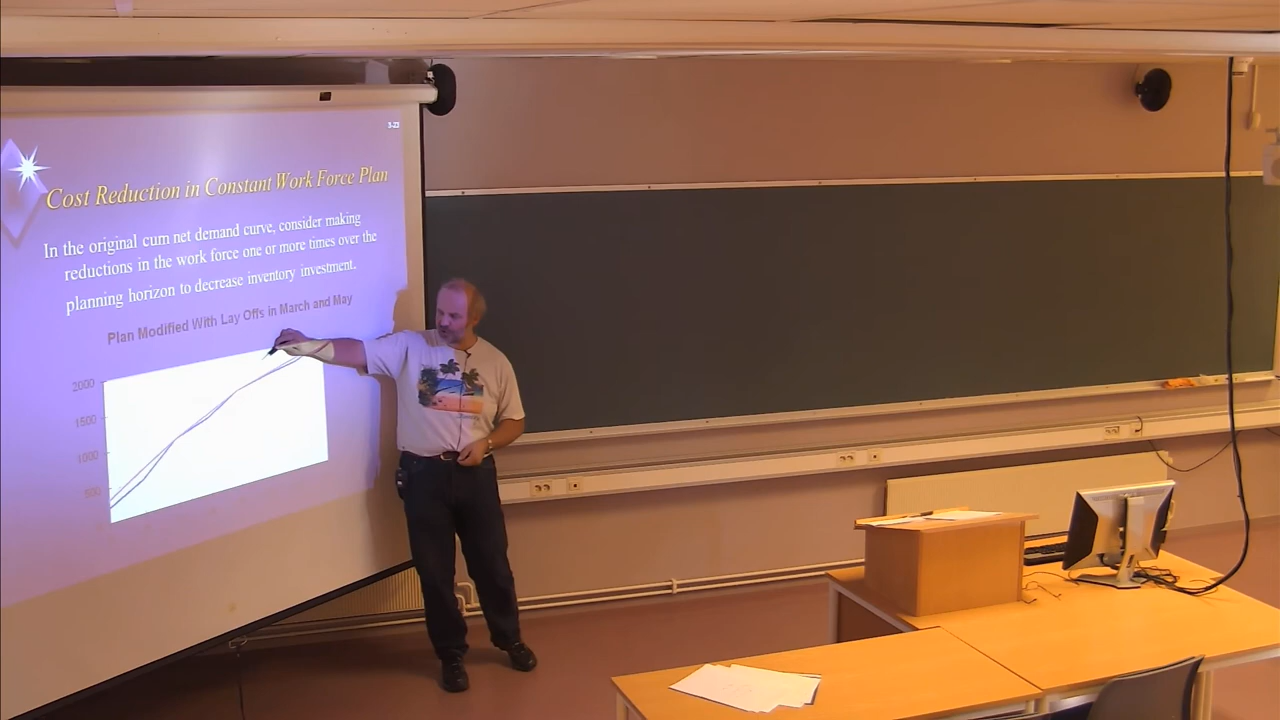 3-23
Cost Reduction in Constant Work Force Plan
In the original cum net demand curve, consider making
reductions in the work force one or more times over the
planning horizon to decrease inventory investment.
Plan Modified With Lay Offs in March and May
2000
1500
1000
500